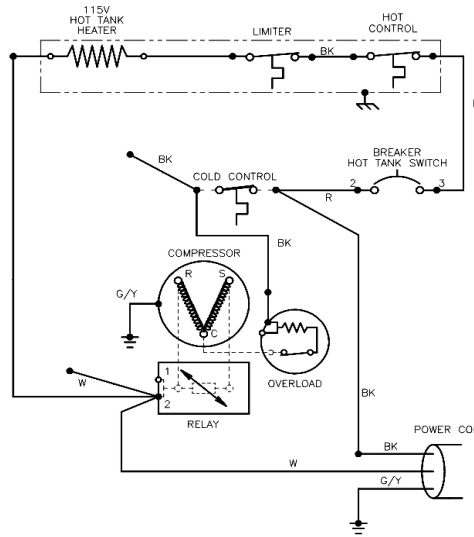 115V
HOT TANK
HEATER
LIMITER
HOT
CONTROL
BK
BREAKER
HOT TANK SWITCH
BK
COLD CONTROL
2
3
R
BK
COMPRESSOR
R
S
G/Y
C
OVERLOAD
1
W
2
RELAY
BK
POWER CO
BK
W
G/Y